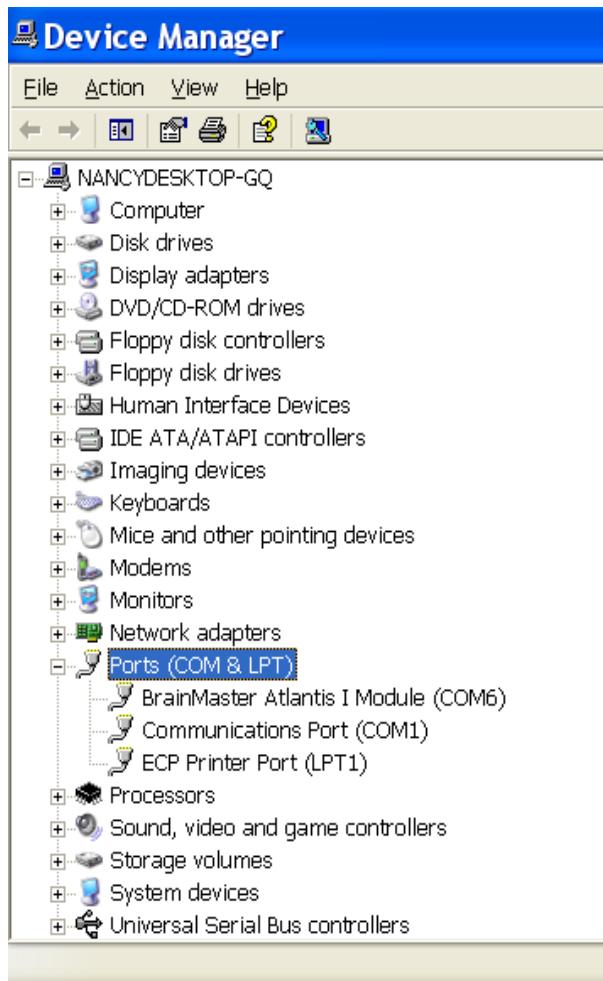 Device Manager
File Action View Help
NANCYDESKTOP-GQ
Computer
Disk drives
Display adapters
DVD/CD-ROM drives
Floppy disk controllers
Floppy disk drives
Human Interface Devices
IDE ATA/ATAPI controllers
Imaging devices
Keyboards
Mice and other pointing devices
Modems
Monitors
Network adapters
Ports (COM & LPT)
BrainMaster Atlantis I Module (COM6)
Communications Port (COM1)
ECP Printer Port (LPT1)
Processors
Sound, video and game controllers
Storage volumes
System devices
Universal Serial Bus controllers